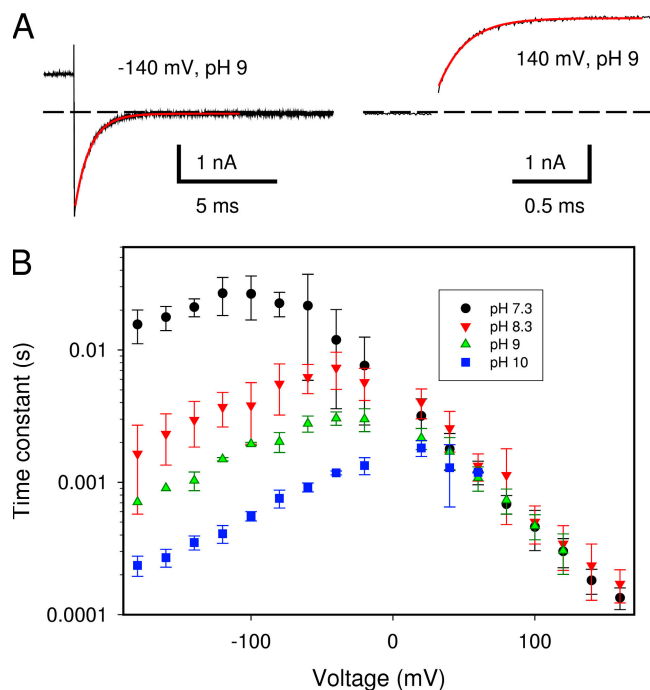 A
-140 mV, pH 9
1 nA
5 ms
140 mV, pH 9
1 nA
0.5 ms
B
Time constant (s)
0.01
0.001
0.0001
pH 7.3
pH 8.3
pH 9
pH 10
-100
0
100
Voltage (mV)